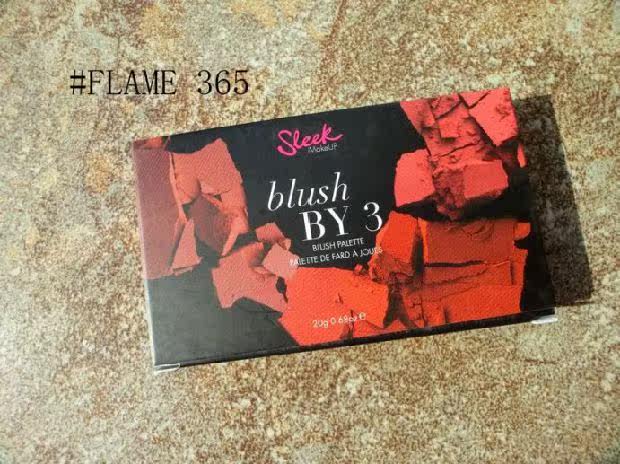 #FLAME 365
Sleek
MakeUP
blush
BY 3
BLUSH PALETTE
PALETTE DE FARD A JOUES
20g 0.68oz ℮